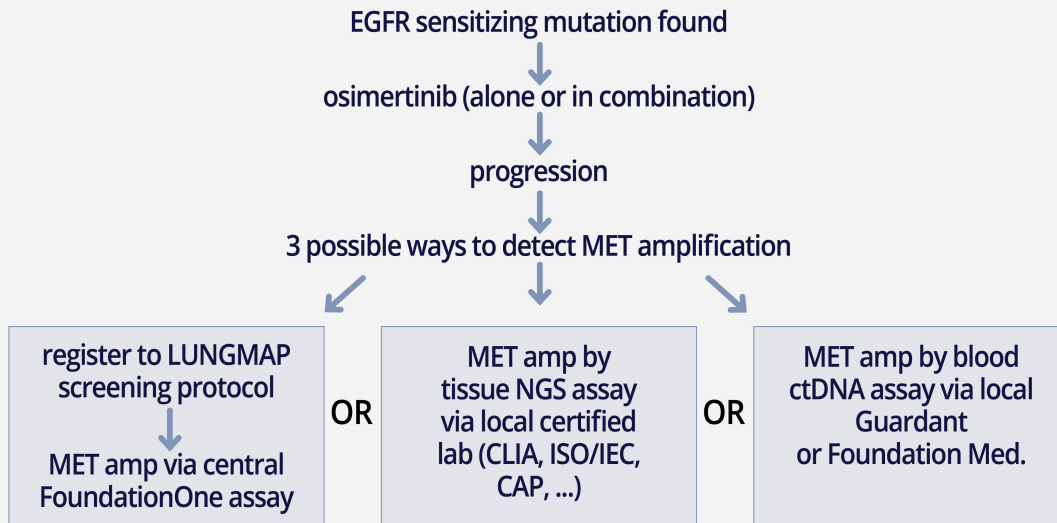 EGFR sensitizing mutation found
osimertinib (alone or in combination)
progression
3 possible ways to detect MET amplification
register to LUNGMAP
screening protocol
MET amp via central
FoundationOne assay
OR
MET amp by
tissue NGS assay
via local certified
lab (CLIA, ISO/IEC,
CAP, ...)
OR
MET amp by blood
ctDNA assay via local
Guardant
or Foundation Med.